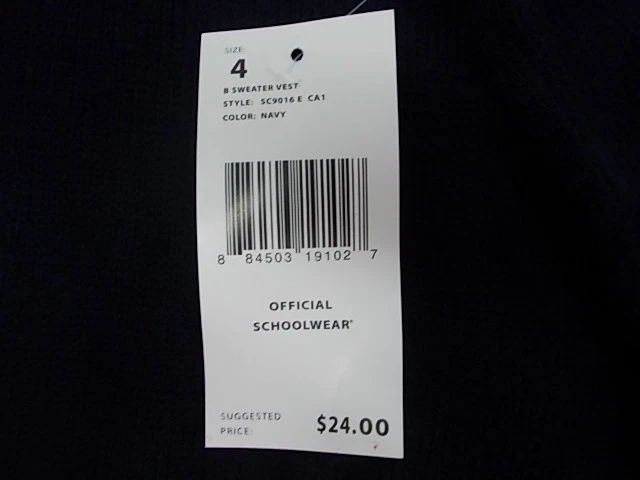 SIZE:
4
B SWEATER VEST
STYLE: SC9016 E CA1
COLOR: NAVY
8 84503 19102 7
OFFICIAL
SCHOOLWEAR®
SUGGESTED
PRICE: $24.00